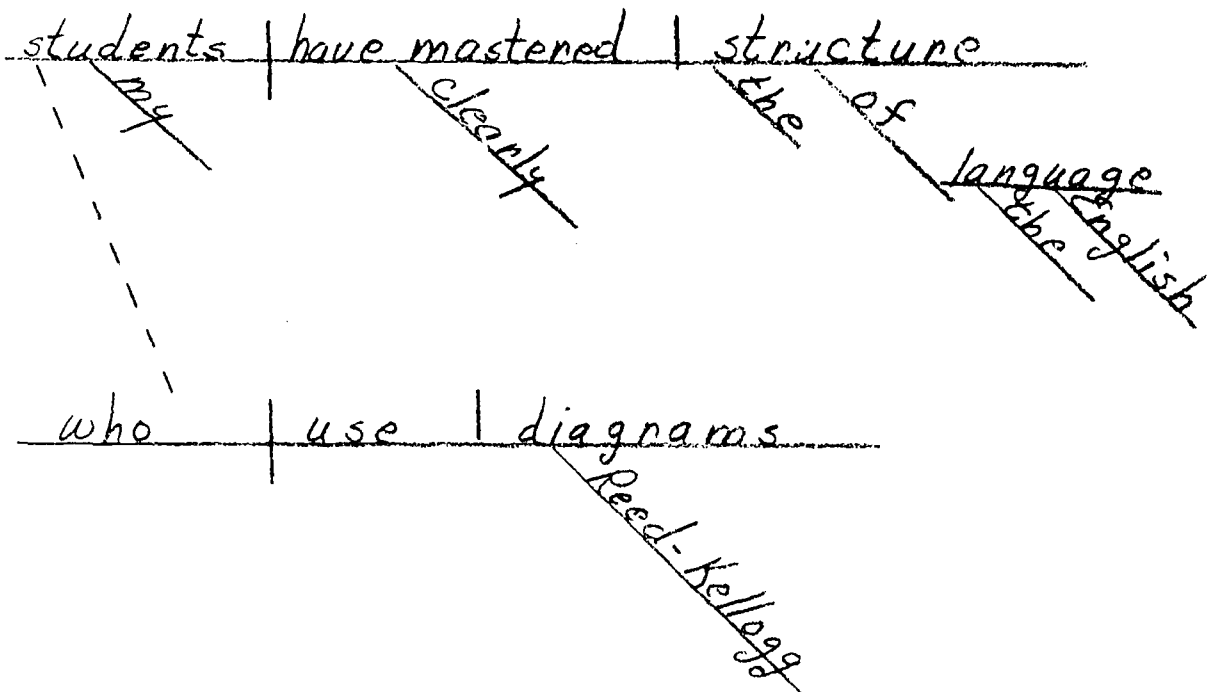 students have mastered structure
my
clearly
the
of
language
the
English
who use diagrams
Reed-Kellogg